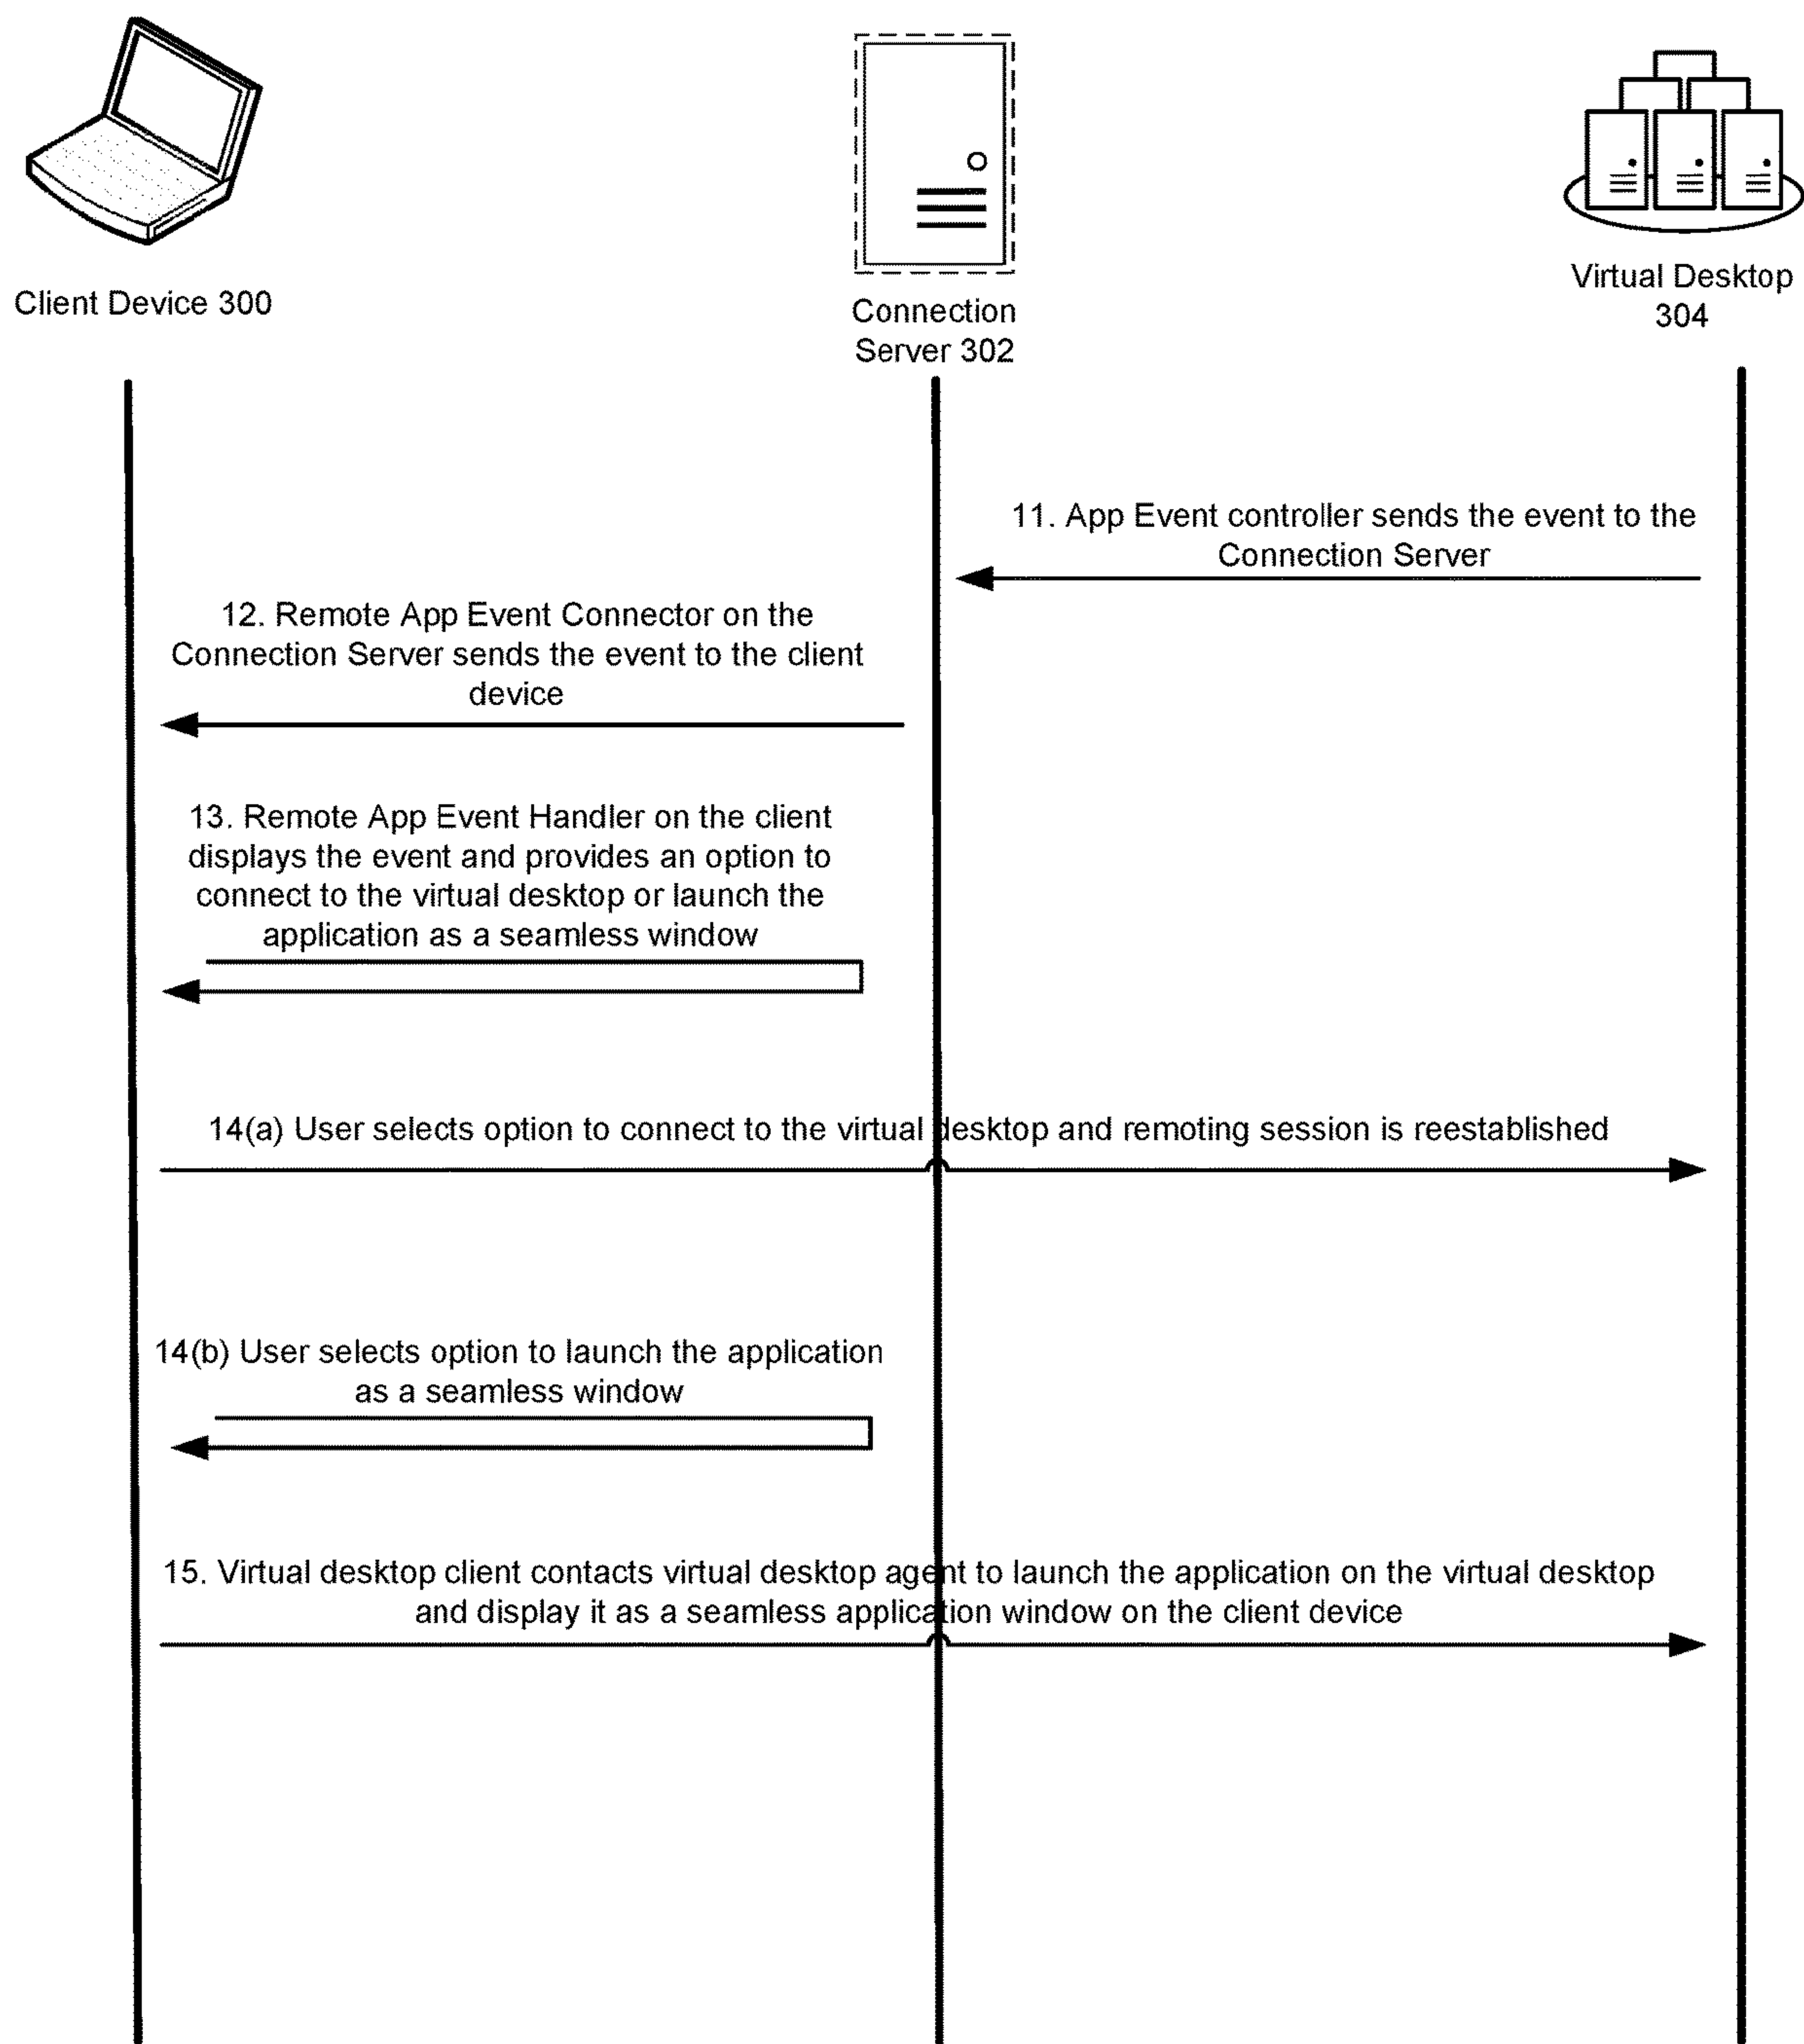 Client Device 300
Connection
Server 302
Virtual Desktop
304
11. App Event controller sends the event to the
Connection Server
12. Remote App Event Connector on the
Connection Server sends the event to the client
device
13. Remote App Event Handler on the client
displays the event and provides an option to
connect to the virtual desktop or launch the
application as a seamless window
14(a) User selects option to connect to the virtual desktop and remoting session is reestablished
14(b) User selects option to launch the application
as a seamless window
15. Virtual desktop client contacts virtual desktop agent to launch the application on the virtual desktop
and display it as a seamless application window on the client device